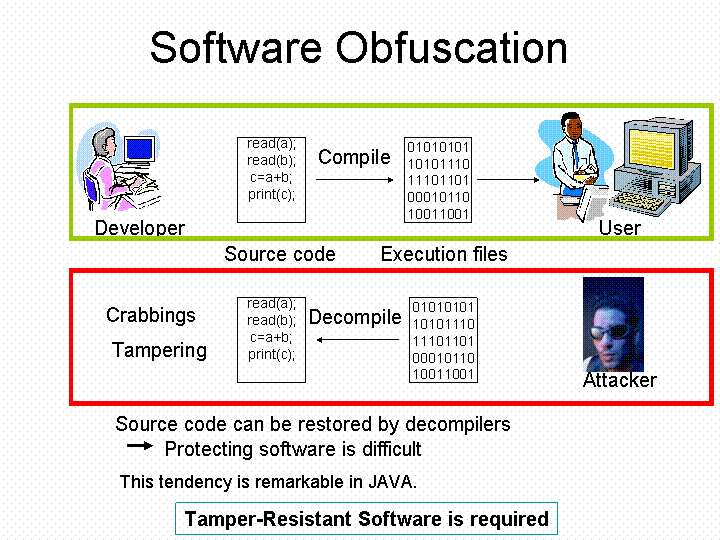 Software Obfuscation
read(a);
read(b);
c=a+b;
print(c);
Compile
01010101
10101110
11101101
00010110
10011001
Developer
User
Source code
Execution files
Crabbings
Tampering
read(a);
read(b);
c=a+b;
print(c);
Decompile
01010101
10101110
11101101
00010110
10011001
Attacker
Source code can be restored by decompilers
Protecting software is difficult
This tendency is remarkable in JAVA.
Tamper-Resistant Software is required